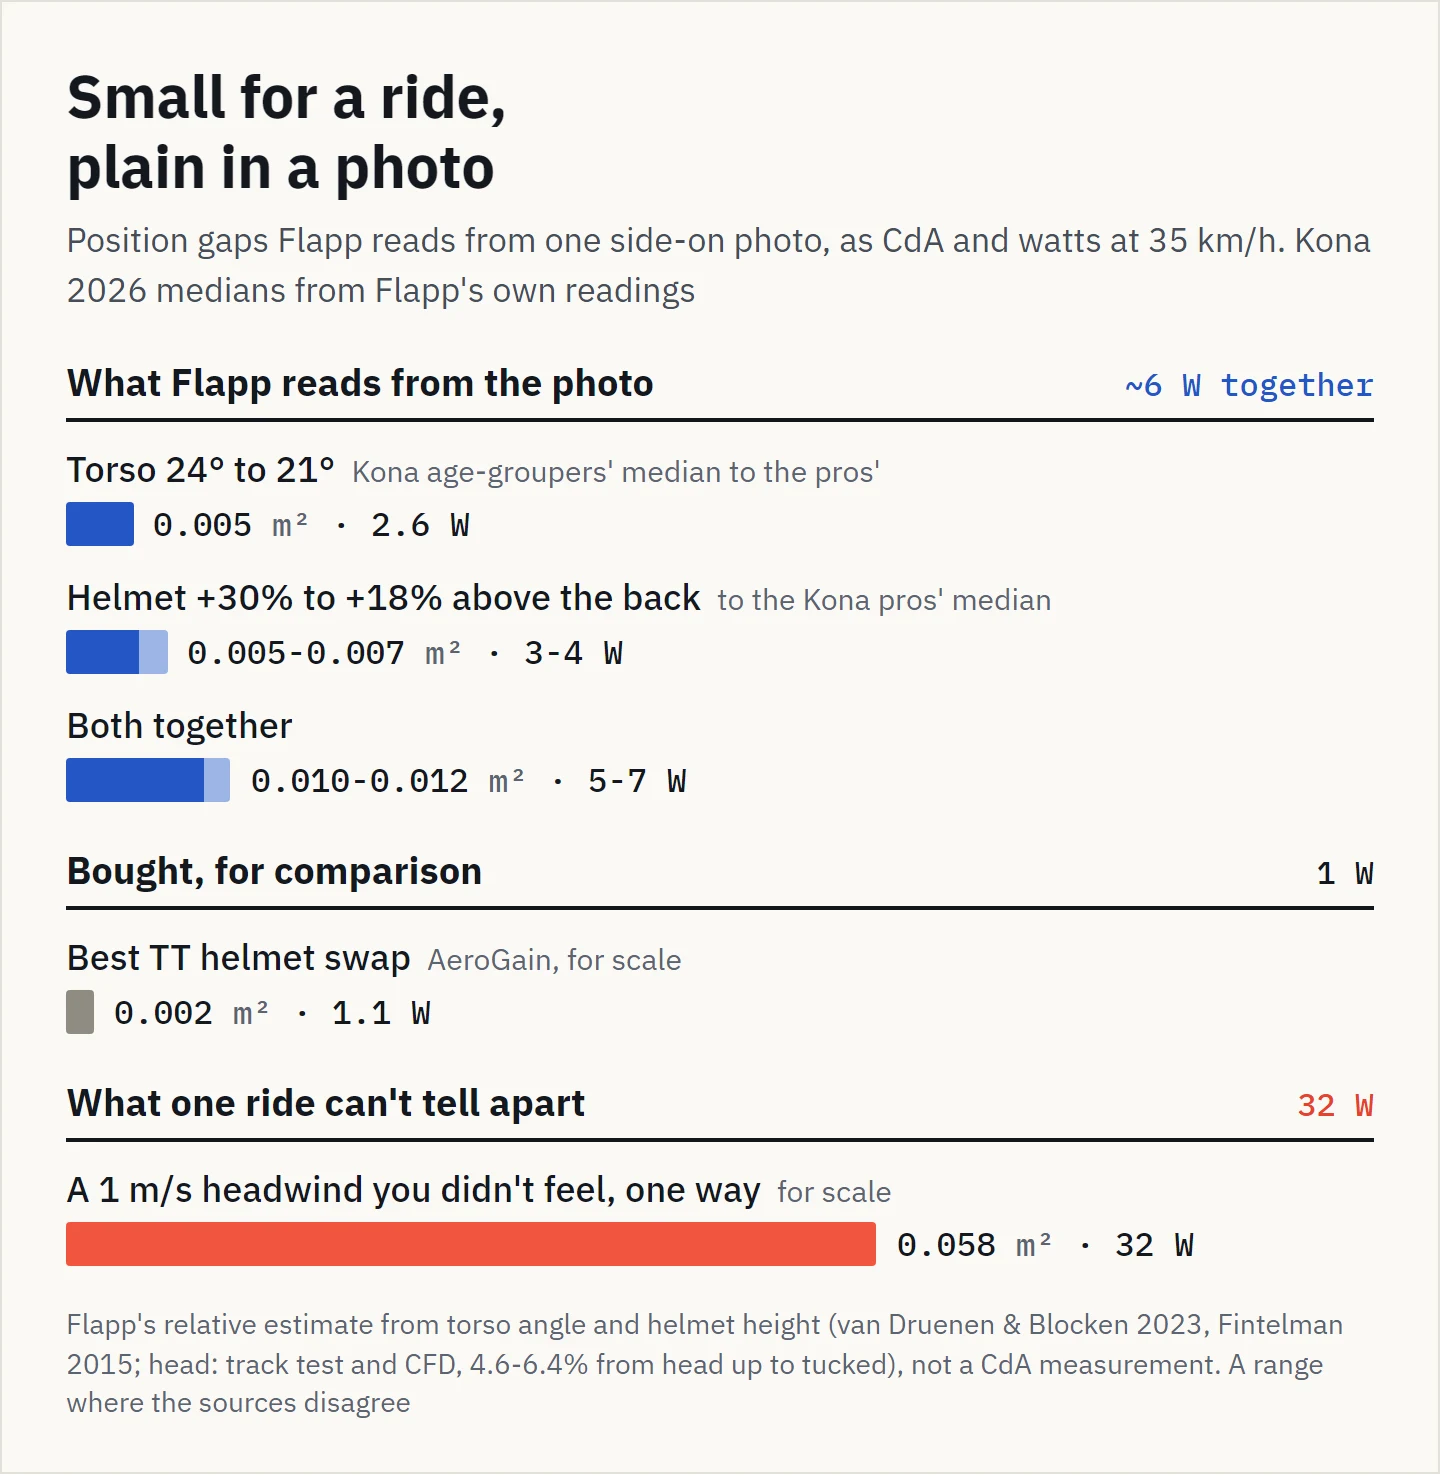 Small for a ride,
plain in a photo
Position gaps Flapp reads from one side-on photo, as CdA and watts at 35 km/h. Kona
2026 medians from Flapp's own readings
What Flapp reads from the photo ~6 W together
Torso 24° to 21° Kona age-groupers' median to the pros'
0.005 m² · 2.6 W
Helmet +30% to +18% above the back to the Kona pros' median
0.005-0.007 m² · 3-4 W
Both together
0.010-0.012 m² · 5-7 W
Bought, for comparison 1 W
Best TT helmet swap AeroGain, for scale
0.002 m² · 1.1 W
What one ride can't tell apart 32 W
A 1 m/s headwind you didn't feel, one way for scale
0.058 m² · 32 W
Flapp's relative estimate from torso angle and helmet height (van Druenen & Blocken 2023, Fintelman
2015; head: track test and CFD, 4.6-6.4% from head up to tucked), not a CdA measurement. A range
where the sources disagree